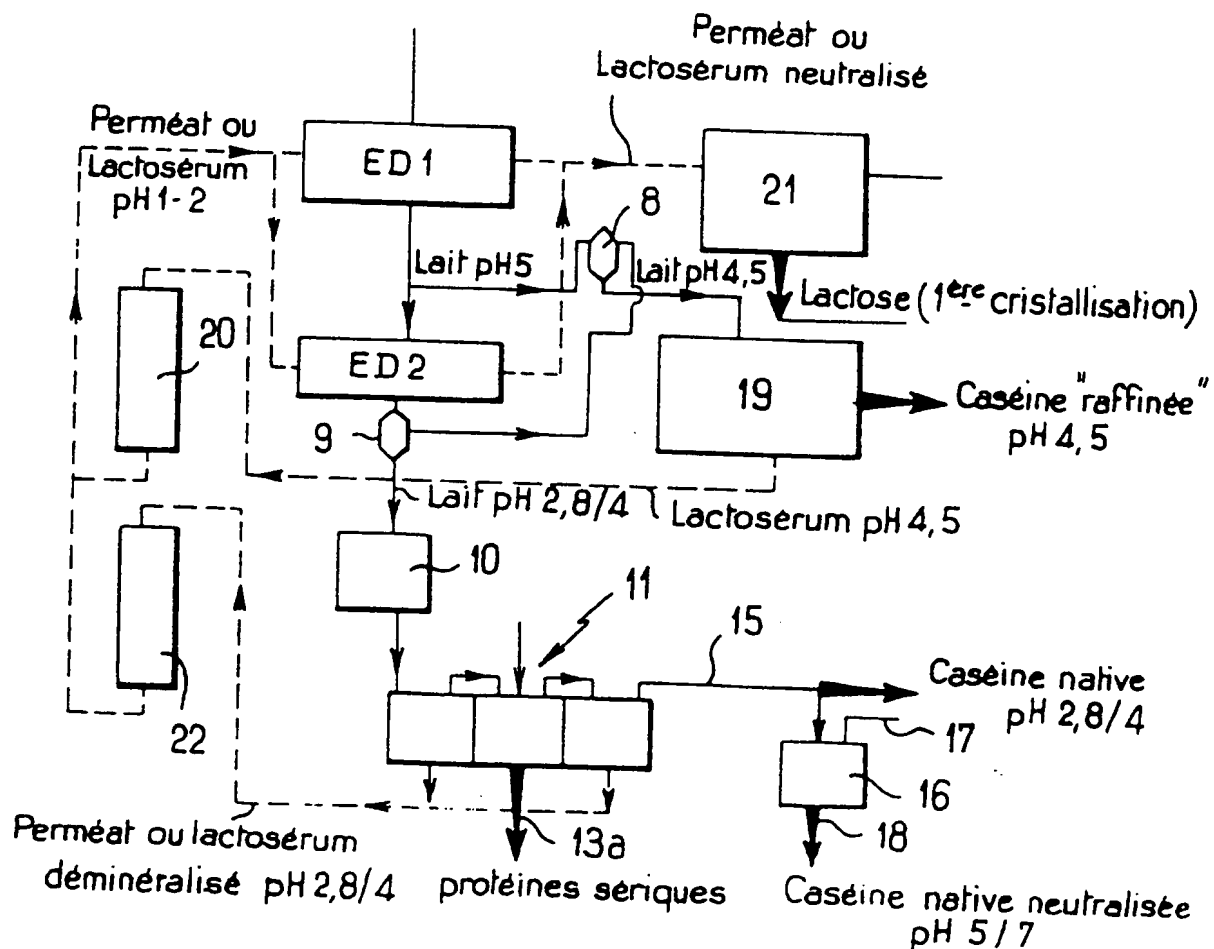 Perméat ou
Lactosérum neutralisé
Perméat ou
Lactosérum
pH 1-2
ED 1
21
8
Lait pH 5
Lait pH 4,5
Lactose (1ère cristallisation)
20
ED 2
19
Caséine "raffinée"
pH 4,5
9
Lait pH 2,8/4
Lactosérum pH 4,5
10
11
15
Caséine native
pH 2,8/4
22
17
16
Perméat ou lactosérum
déminéralisé pH 2,8/4
13a
18
protéines sériques
Caséine native neutralisée
pH 5/7